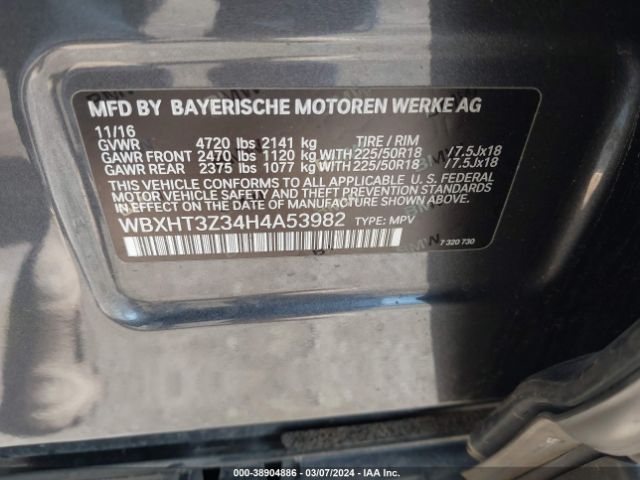 MFD BY BAYERISCHE MOTOREN WERKE AG
11/16
GVWR 4720 lbs 2141 kg TIRE / RIM
GAWR FRONT 2470 lbs 1120 kg WITH 225/50R18 /7.5Jx18
GAWR REAR 2375 lbs 1077 kg WITH 225/50R18 /7.5Jx18
THIS VEHICLE CONFORMS TO ALL APPLICABLE U. S. FEDERAL
MOTOR VEHICLE SAFETY AND THEFT PREVENTION STANDARDS
IN EFFECT ON THE DATE OF MANUFACTURE SHOWN ABOVE.
WBXHT3Z34H4A53982 TYPE: MPV
7 320 730
000-38904886 — 03/07/2024 — IAA Inc.